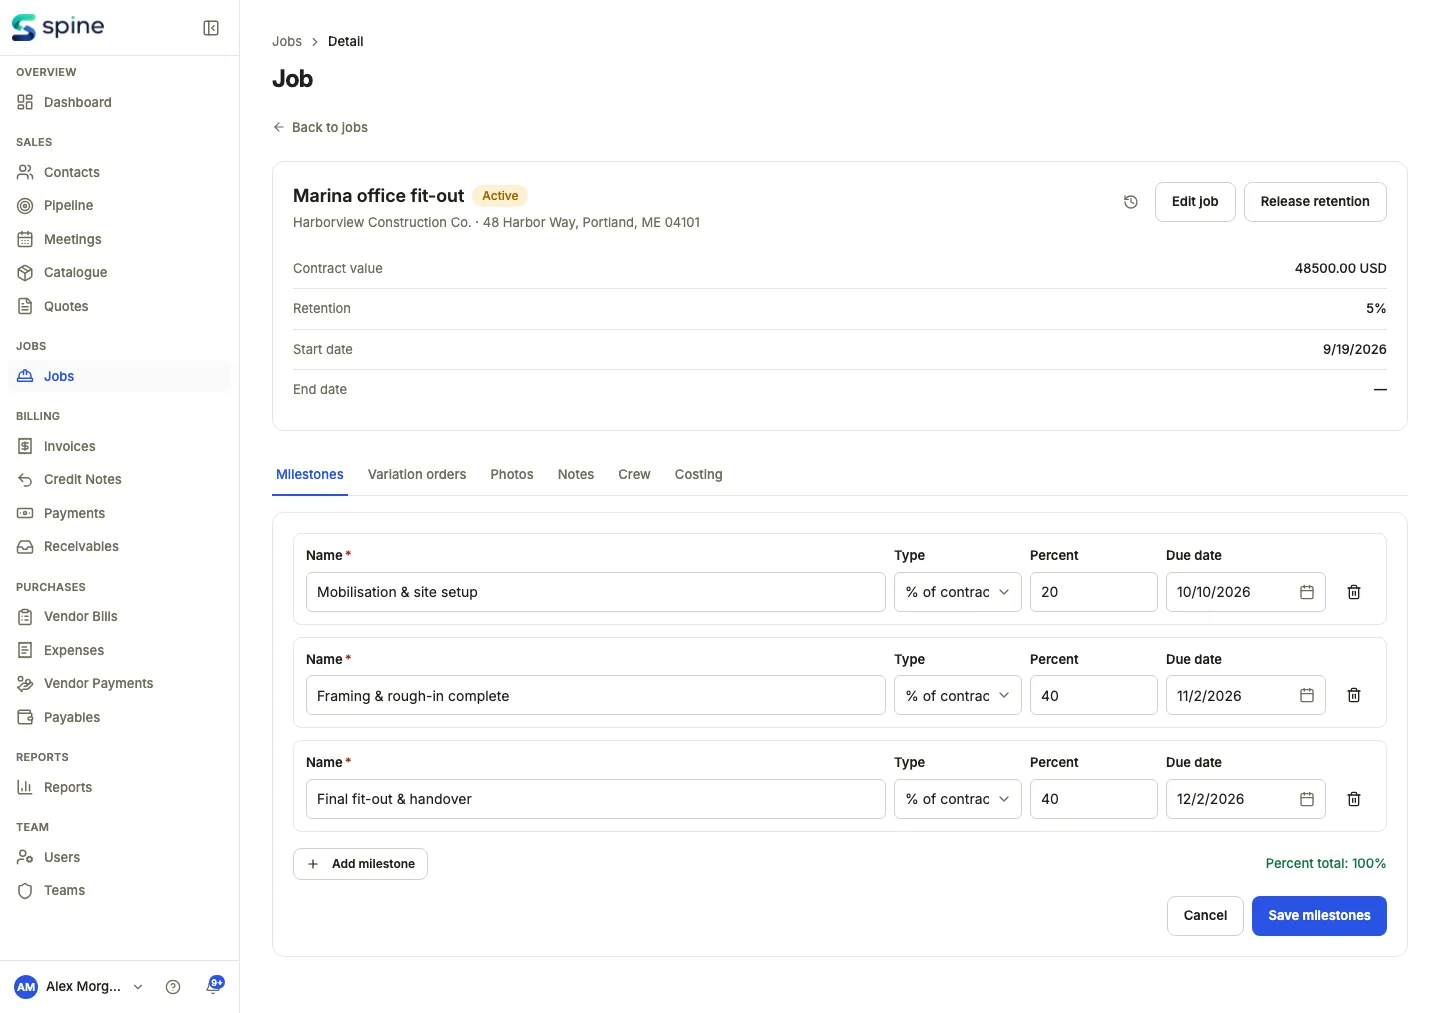 spine
OVERVIEW
Dashboard
SALES
Contacts
Pipeline
Meetings
Catalogue
Quotes
JOBS
Jobs
BILLING
Invoices
Credit Notes
Payments
Receivables
PURCHASES
Vendor Bills
Expenses
Vendor Payments
Payables
REPORTS
Reports
TEAM
Users
Teams
AM Alex Morg... 9+
Jobs > Detail
Job
← Back to jobs
Marina office fit-out Active Edit job Release retention
Harborview Construction Co. · 48 Harbor Way, Portland, ME 04101
Contract value 48500.00 USD
Retention 5%
Start date 9/19/2026
End date —
Milestones Variation orders Photos Notes Crew Costing
Name * Type Percent Due date
Mobilisation & site setup % of contrac 20 10/10/2026
Name * Type Percent Due date
Framing & rough-in complete % of contrac 40 11/2/2026
Name * Type Percent Due date
Final fit-out & handover % of contrac 40 12/2/2026
+ Add milestone Percent total: 100%
Cancel Save milestones